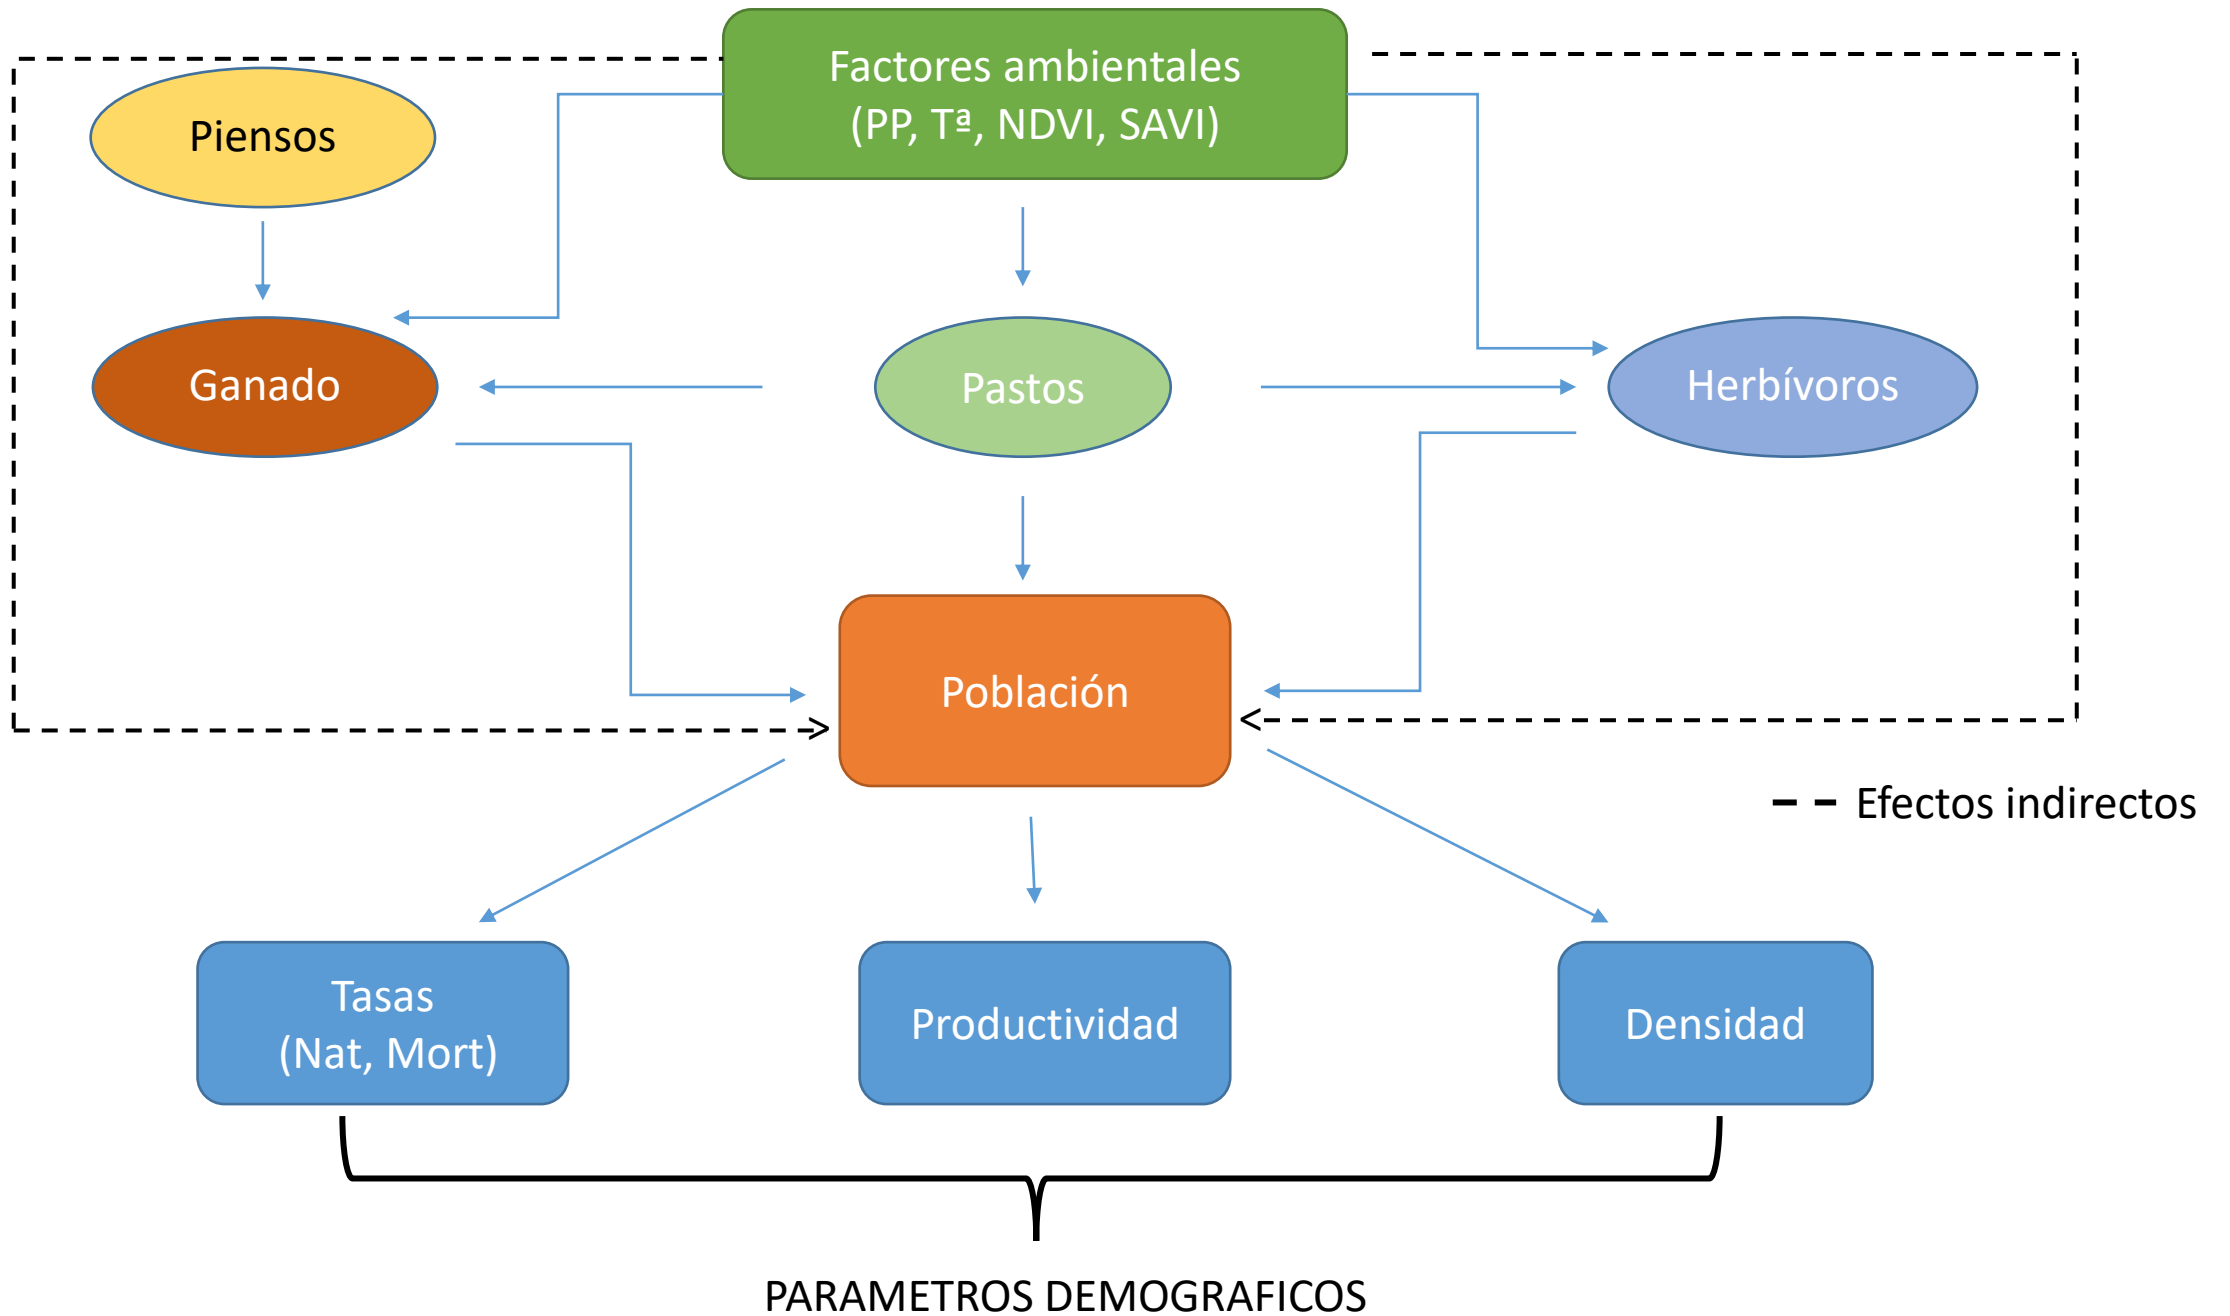 Factores ambientales
(PP, Tª, NDVI, SAVI)
Piensos
Ganado
Pastos
Herbívoros
Población
Efectos indirectos
Tasas
(Nat, Mort)
Productividad
Densidad
PARAMETROS DEMOGRAFICOS